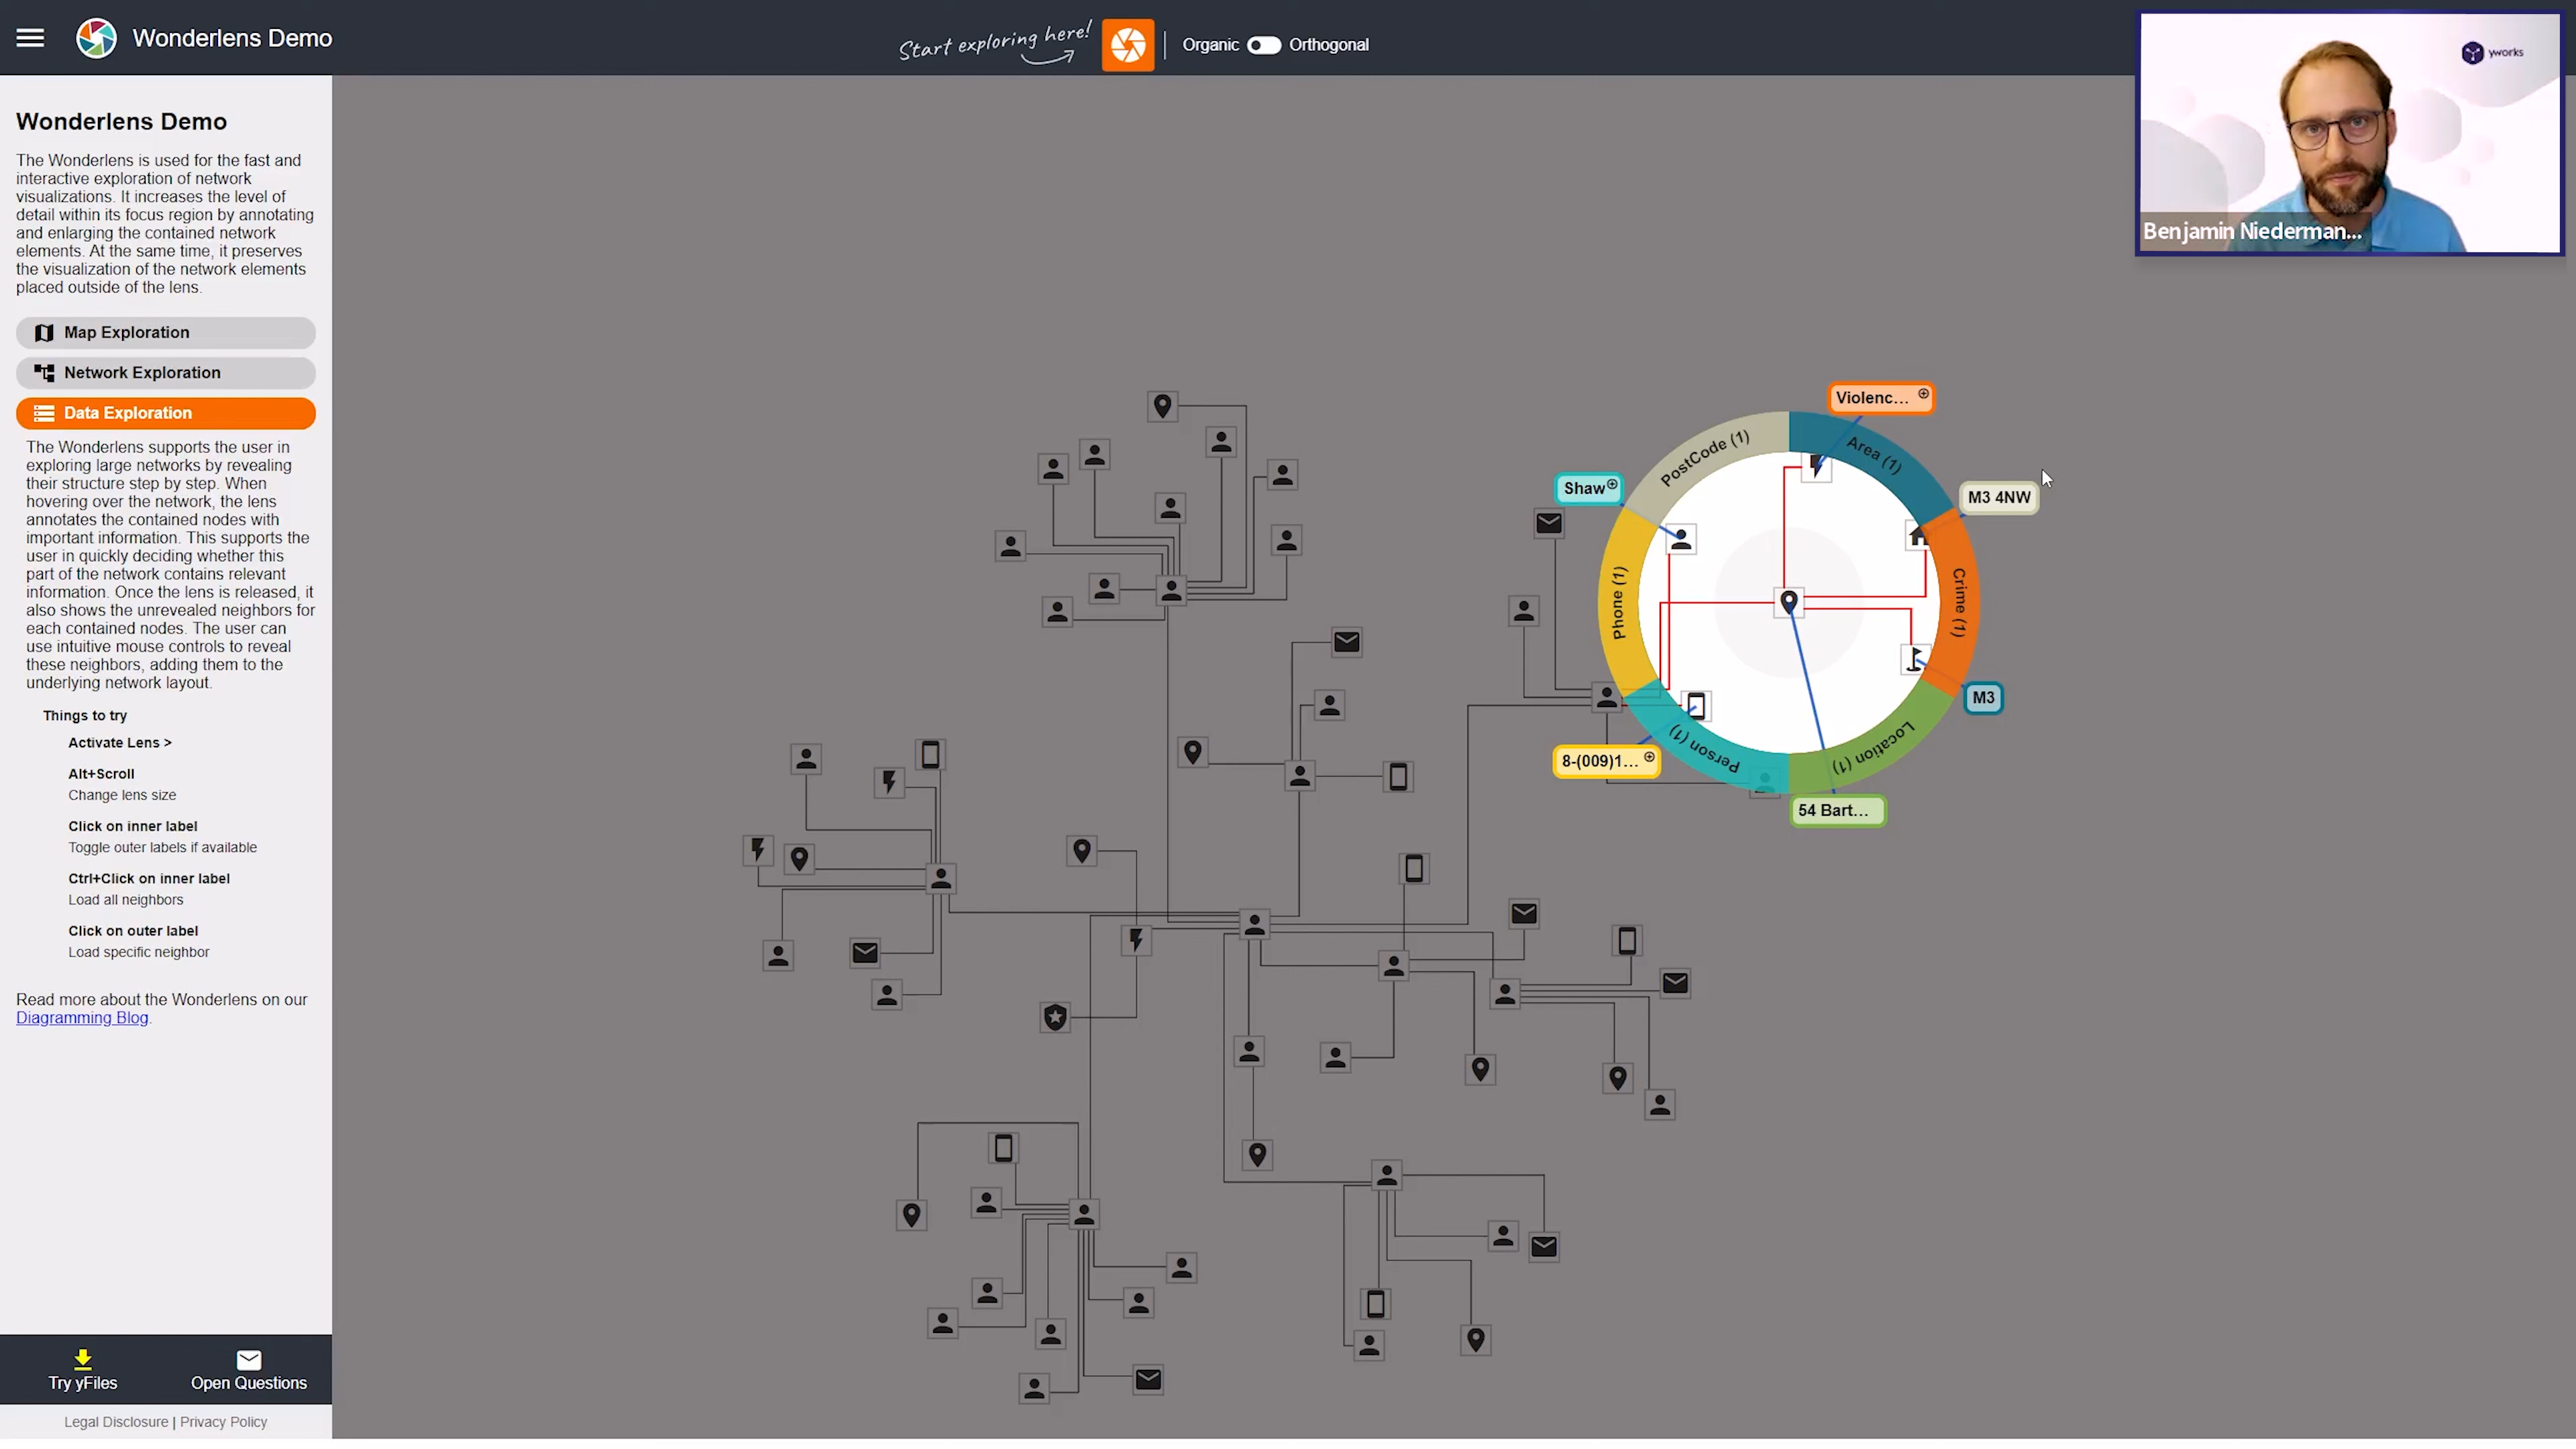 Wonderlens Demo
Start exploring here!
Organic
Orthogonal
yworks
Benjamin Niederman...
Wonderlens Demo
The Wonderlens is used for the fast and
interactive exploration of network
visualizations. It increases the level of
detail within its focus region by annotating
and enlarging the contained network
elements. At the same time, it preserves
the visualization of the network elements
placed outside of the lens.
Map Exploration
Network Exploration
Data Exploration
The Wonderlens supports the user in
exploring large networks by revealing
their structure step by step. When
hovering over the network, the lens
annotates the contained nodes with
important information. This supports the
user in quickly deciding whether this
part of the network contains relevant
information. Once the lens is released, it
also shows the unrevealed neighbors for
each contained nodes. The user can
use intuitive mouse controls to reveal
these neighbors, adding them to the
underlying network layout.
Things to try
Activate Lens >
Alt+Scroll
Change lens size
Click on inner label
Toggle outer labels if available
Ctrl+Click on inner label
Load all neighbors
Click on outer label
Load specific neighbor
Read more about the Wonderlens on our
Diagramming Blog.
Try yFiles
Open Questions
Legal Disclosure | Privacy Policy
Violenc...
PostCode (1)
Area (1)
Shaw
M3 4NW
Phone (1)
Crime (1)
M3
Person (1)
Location (1)
8-(009)1...
54 Bart...